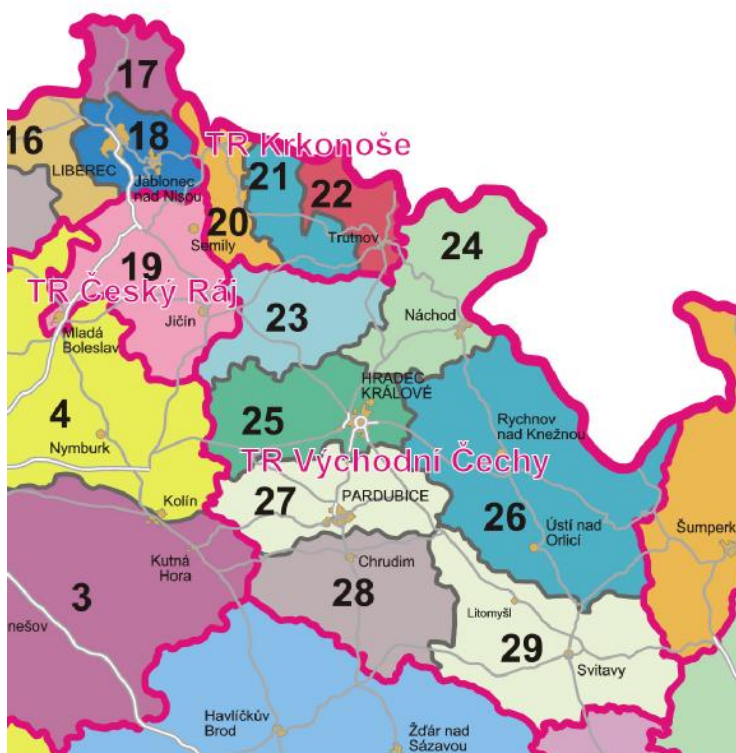 17
16
18
LIBEREC
Jablonec
nad Nisou
TR Krkonoše
21
22
20
Semily
Trutnov
24
19
TR Český Ráj
Jičín
23
Náchod
Mladá
Boleslav
4
Nymburk
HRADEC
KRÁLOVÉ
25
Rychnov
nad Knežnou
TR Východní Čechy
27
PARDUBICE
Kolín
26
Ústí nad
Orlicí
Šumperk
Kutná
Hora
Chrudim
3
28
nešov
Litomyšl
29
Svitavy
Havlíčkův
Brod
Žďár nad
Sázavou